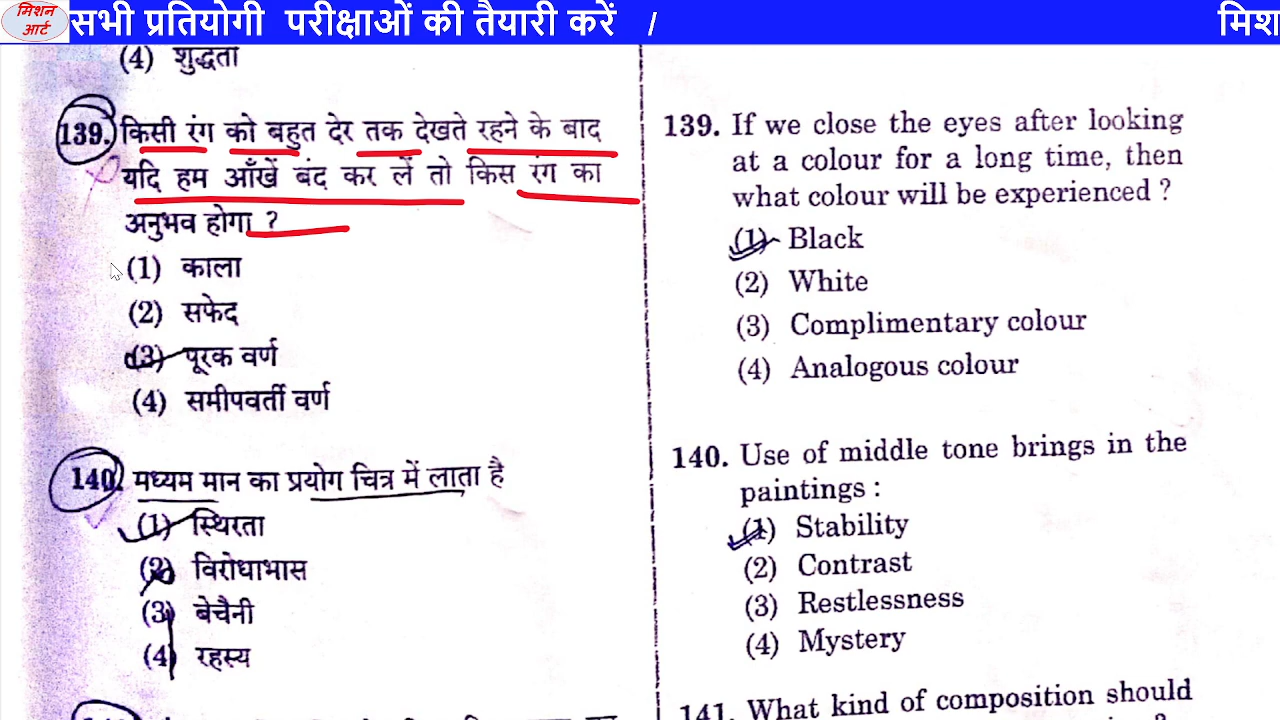 मिशन
आर्ट
सभी प्रतियोगी परीक्षाओं की तैयारी करें /
मिश
(4) शुद्धता
139. किसी रंग को बहुत देर तक देखते रहने के बाद
यदि हम आँखें बंद कर लें तो किस रंग का
अनुभव होगा ?
(1) काला
(2) सफेद
(3) पूरक वर्ण
(4) समीपवर्ती वर्ण
140. मध्यम मान का प्रयोग चित्र में लाता है
(1) स्थिरता
(2) विरोधाभास
(3) बेचैनी
(4) रहस्य
139. If we close the eyes after looking
at a colour for a long time, then
what colour will be experienced ?
(1) Black
(2) White
(3) Complimentary colour
(4) Analogous colour
140. Use of middle tone brings in the
paintings :
(1) Stability
(2) Contrast
(3) Restlessness
(4) Mystery
141. What kind of composition should